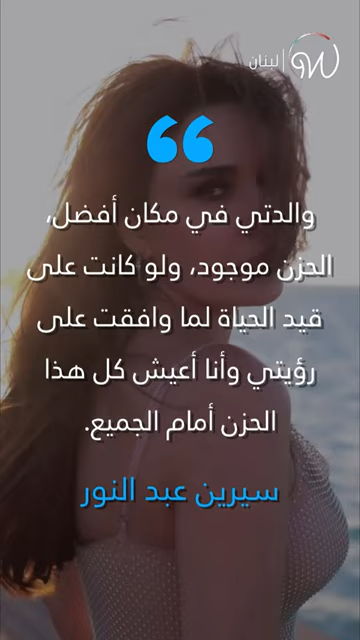 لبنان
والدتي في مكان أفضل،
الحزن موجود، ولو كانت على
قيد الحياة لما وافقت على
رؤيتي وأنا أعيش كل هذا
الحزن أمام الجميع.
سيرين عبد النور